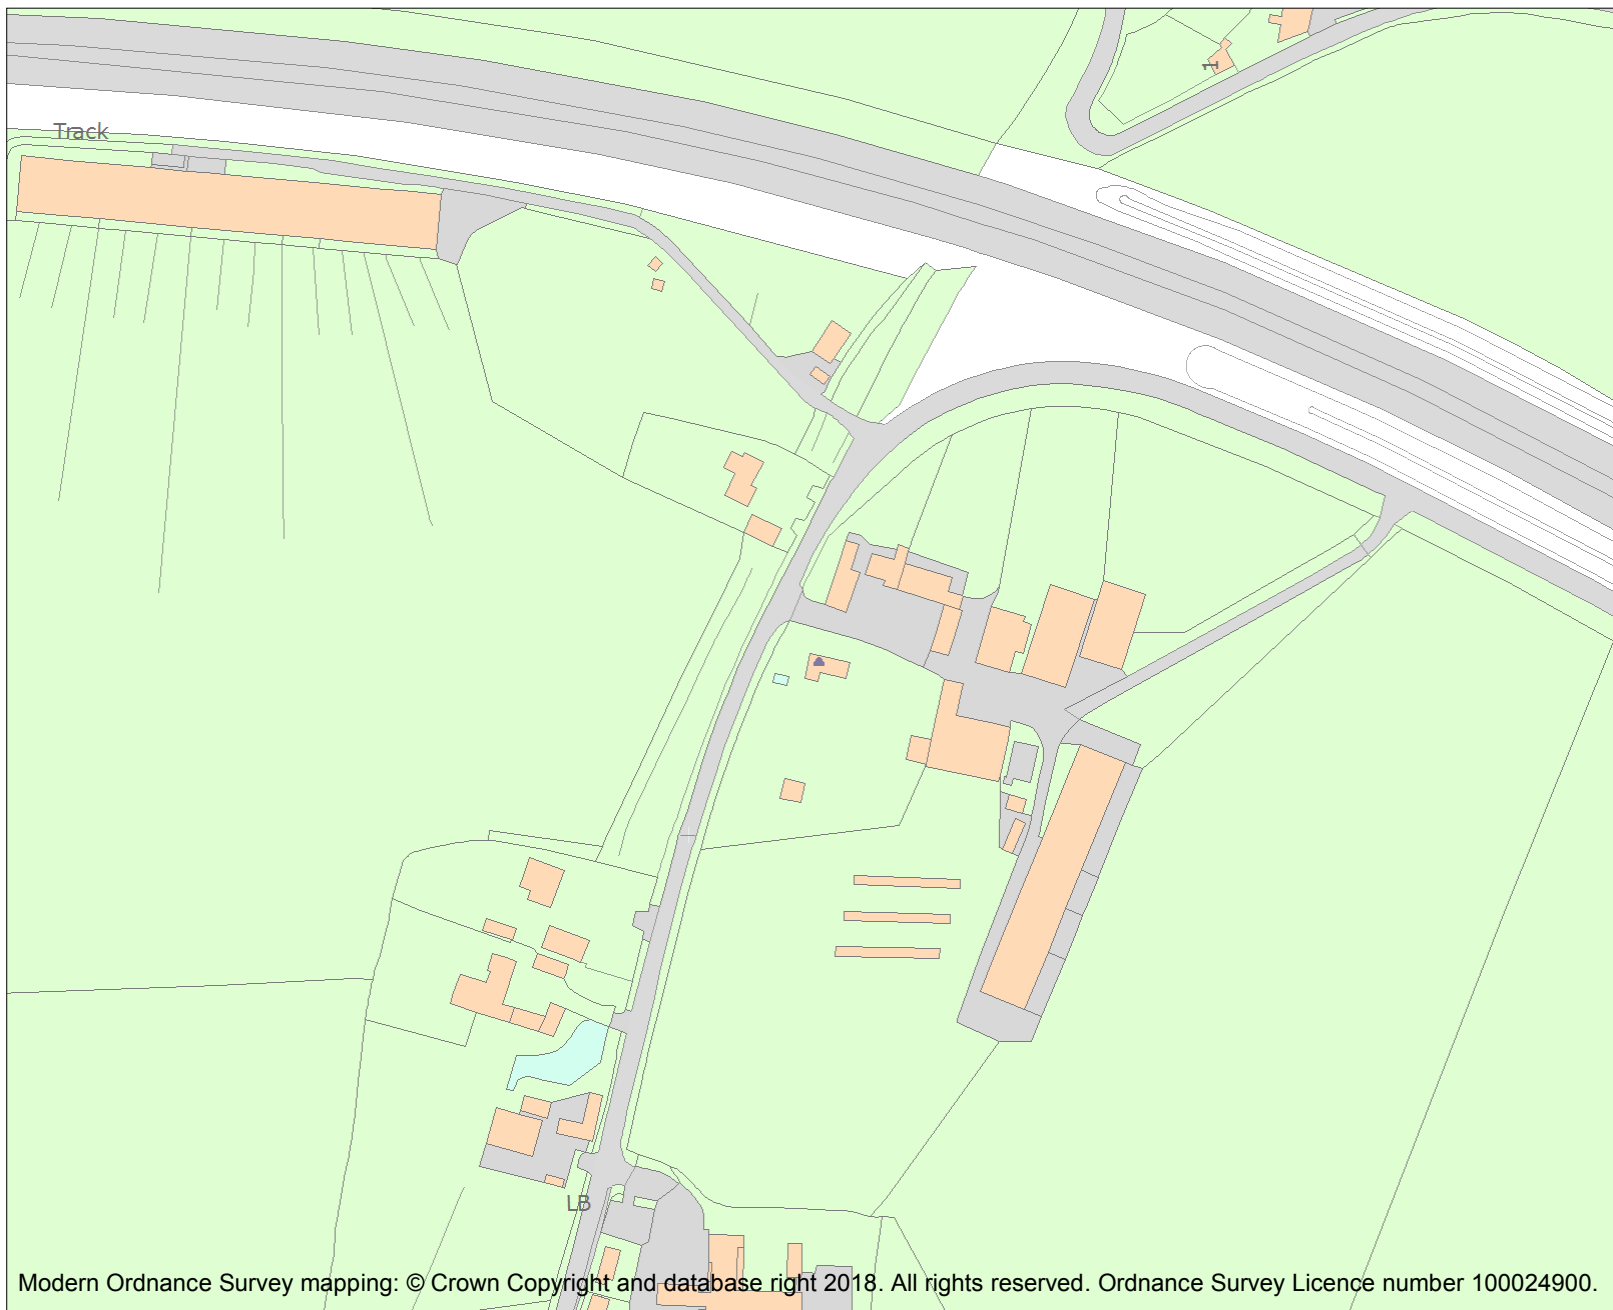 1
Track
LB
Modern Ordnance Survey mapping: © Crown Copyright and database right 2018. All rights reserved. Ordnance Survey Licence number 100024900.